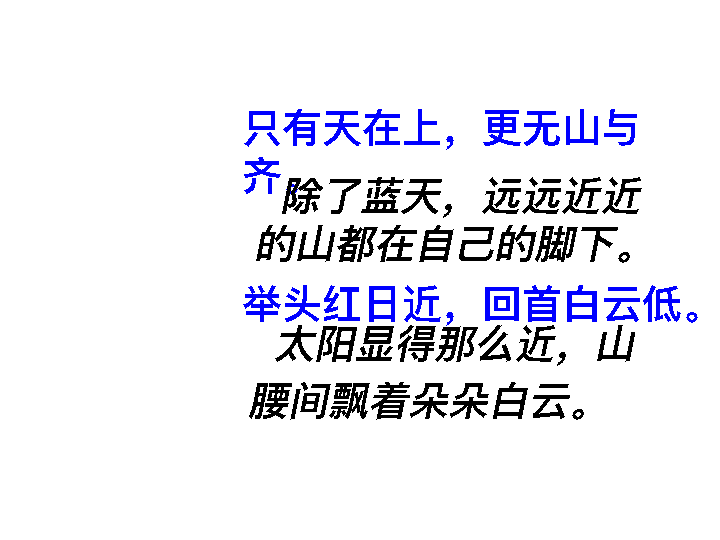 只有天在上，更无山与
齐
除了蓝天，远远近近
的山都在自己的脚下。
举头红日近，回首白云低。
太阳显得那么近，山
腰间飘着朵朵白云。